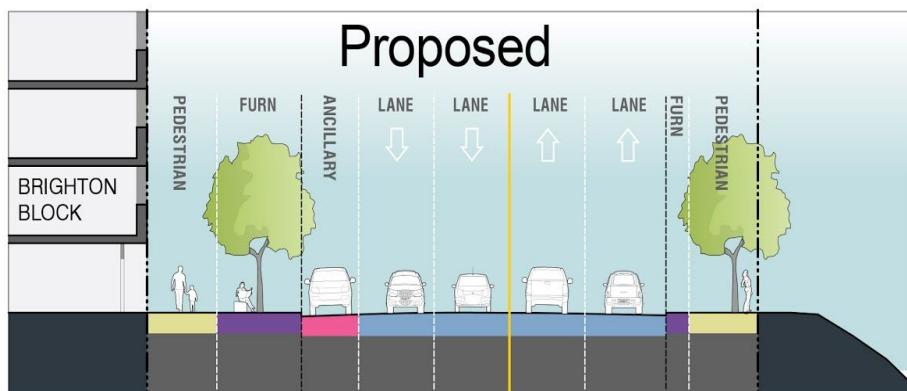 Proposed
PEDESTRIAN
FURN
ANCILLARY
LANE
LANE
LANE
LANE
FURN
PEDESTRIAN
BRIGHTON
BLOCK